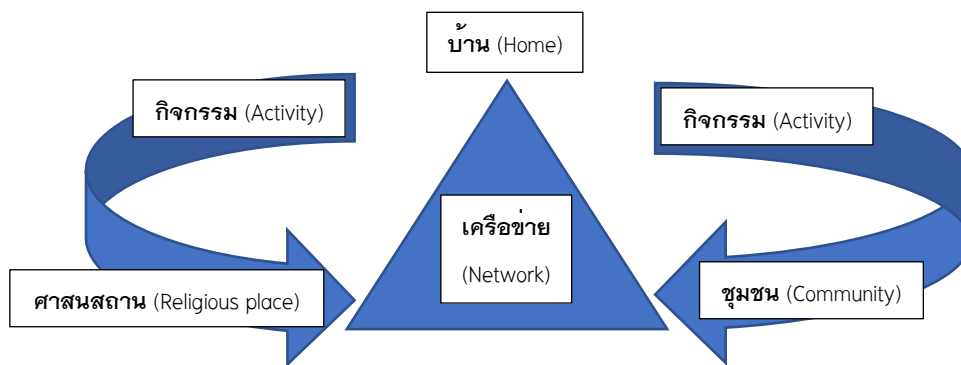 บ้าน (Home)
กิจกรรม (Activity)
กิจกรรม (Activity)
เครือข่าย
(Network)
ศาสนสถาน (Religious place)
ชุมชน (Community)